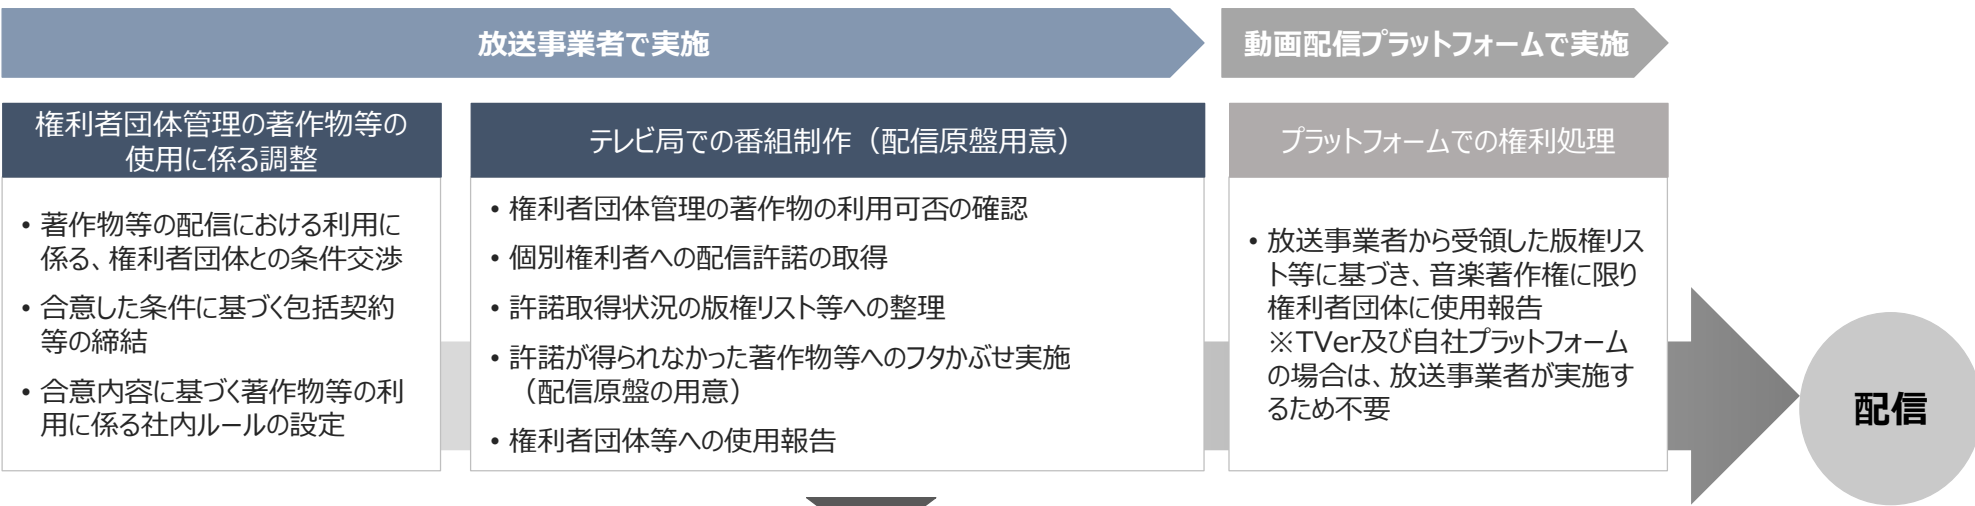 放送事業者で実施
動画配信プラットフォームで実施
権利者団体管理の著作物等の
使用に係る調整
• 著作物等の配信における利用に
係る、権利者団体との条件交渉
• 合意した条件に基づく包括契約
等の締結
• 合意内容に基づく著作物等の利
用に係る社内ルールの設定
テレビ局での番組制作（配信原盤用意）
• 権利者団体管理の著作物の利用可否の確認
• 個別権利者への配信許諾の取得
• 許諾取得状況の版権リスト等への整理
• 許諾が得られなかった著作物等へのフタかぶせ実施
（配信原盤の用意）
• 権利者団体等への使用報告
プラットフォームでの権利処理
• 放送事業者から受領した版権リス
ト等に基づき、音楽著作権に限り
権利者団体に使用報告
※TVer及び自社プラットフォーム
の場合は、放送事業者が実施す
るため不要
配信